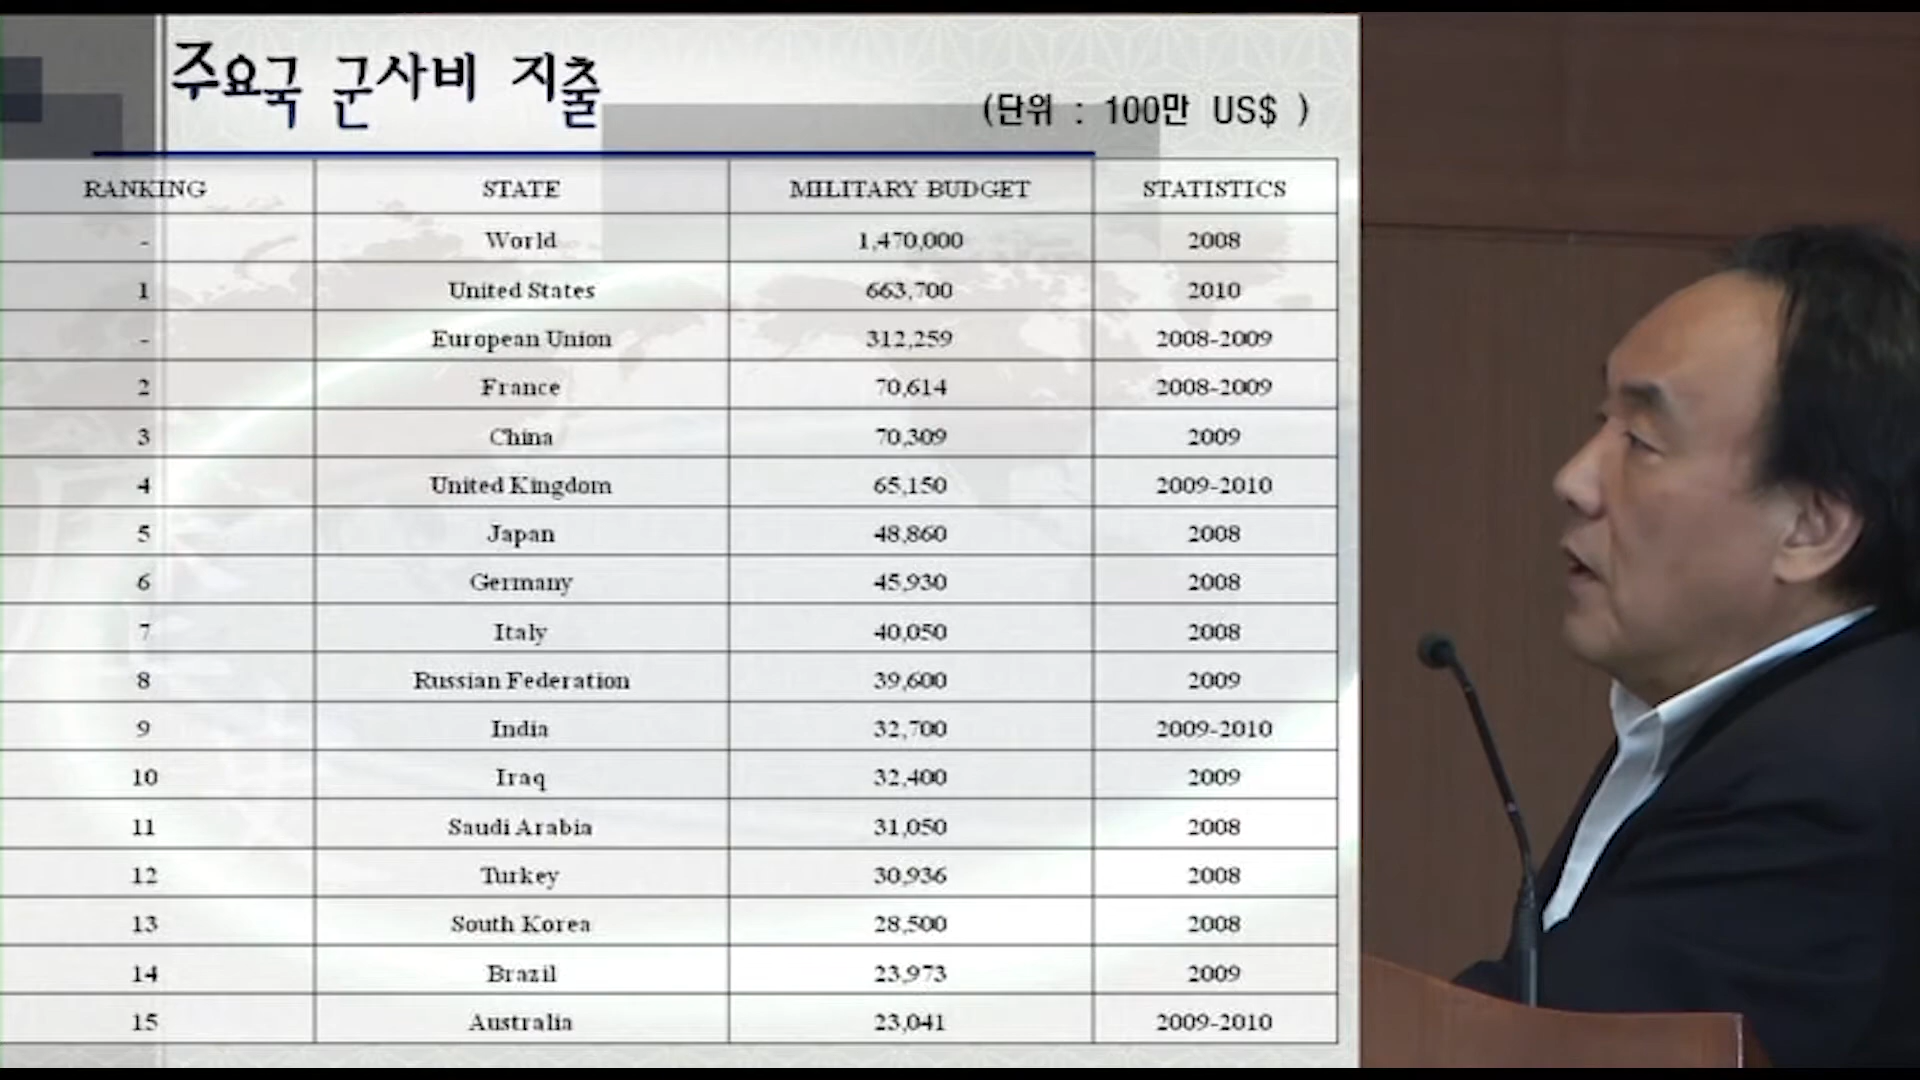 주요국 군사비 지출
(단위 : 100만 US$ )
RANKING STATE MILITARY BUDGET STATISTICS
- World 1,470,000 2008
1 United States 663,700 2010
- European Union 312,259 2008-2009
2 France 70,614 2008-2009
3 China 70,309 2009
4 United Kingdom 65,150 2009-2010
5 Japan 48,860 2008
6 Germany 45,930 2008
7 Italy 40,050 2008
8 Russian Federation 39,600 2009
9 India 32,700 2009-2010
10 Iraq 32,400 2009
11 Saudi Arabia 31,050 2008
12 Turkey 30,936 2008
13 South Korea 28,500 2008
14 Brazil 23,973 2009
15 Australia 23,041 2009-2010